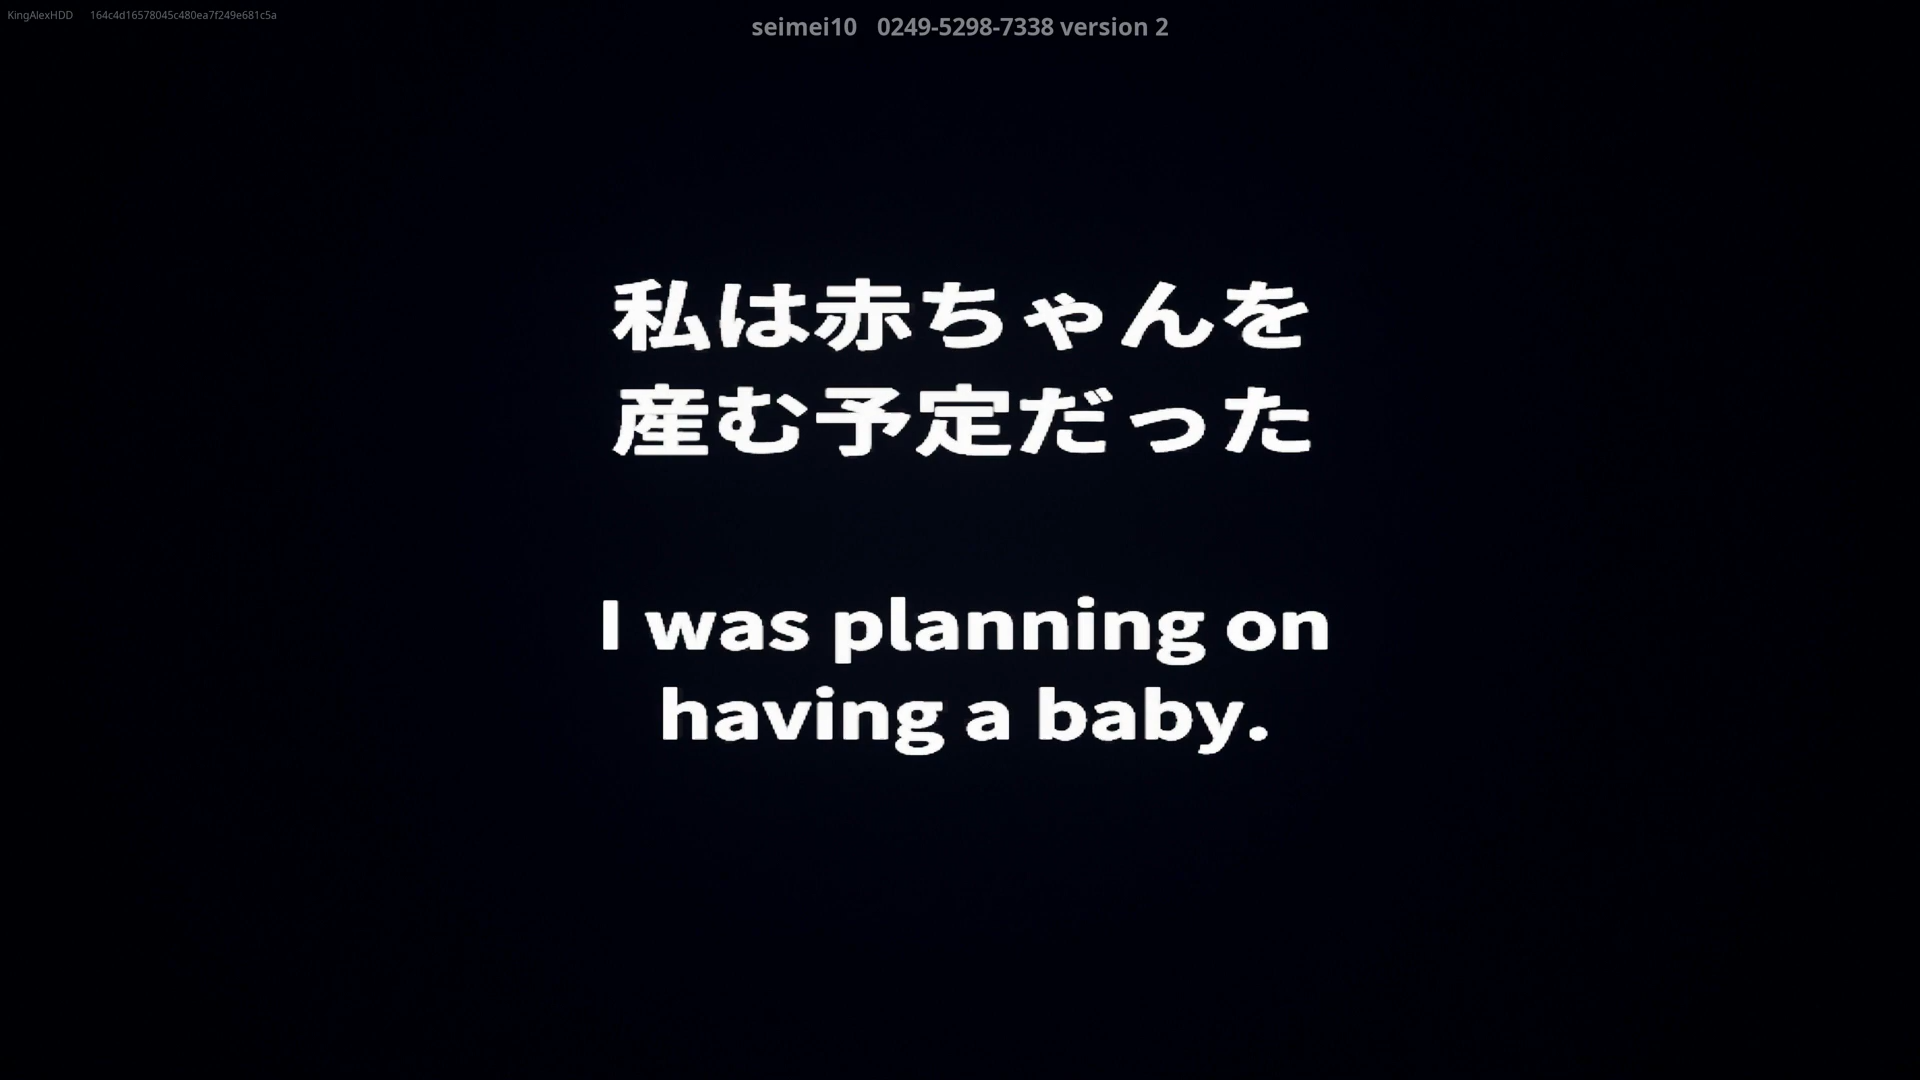 KingAlexHDD 164c4d16578045c480ea7f249e681c5a
seimei10 0249-5298-7338 version 2
私は赤ちゃんを
産む予定だった
I was planning on
having a baby.